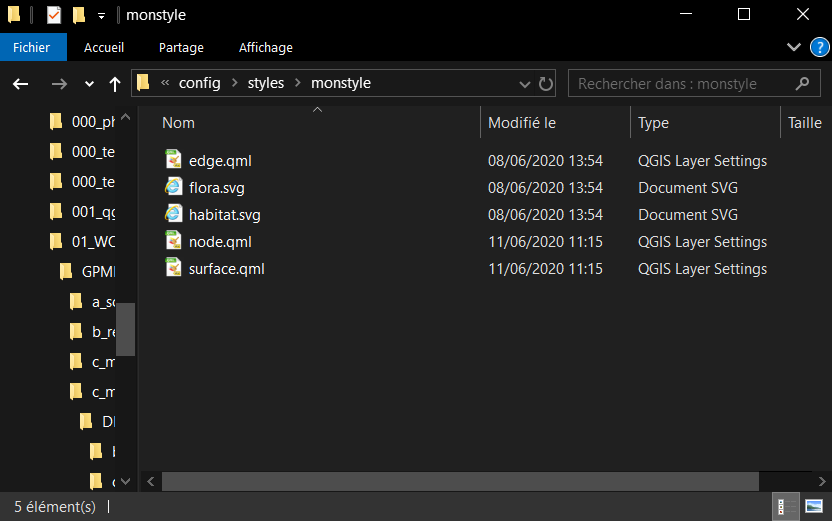 monstyle
Fichier Accueil Partage Affichage ?
« config > styles > monstyle Rechercher dans : monstyle
Nom Modifié le Type Taille
000_ph
000_te
000_te
001_qg
01_WO
GPMI
a_sc
b_re
c_m
c_m
edge.qml 08/06/2020 13:54 QGIS Layer Settings
flora.svg 08/06/2020 13:54 Document SVG
habitat.svg 08/06/2020 13:54 Document SVG
node.qml 11/06/2020 11:15 QGIS Layer Settings
surface.qml 11/06/2020 11:15 QGIS Layer Settings
5 élément(s)